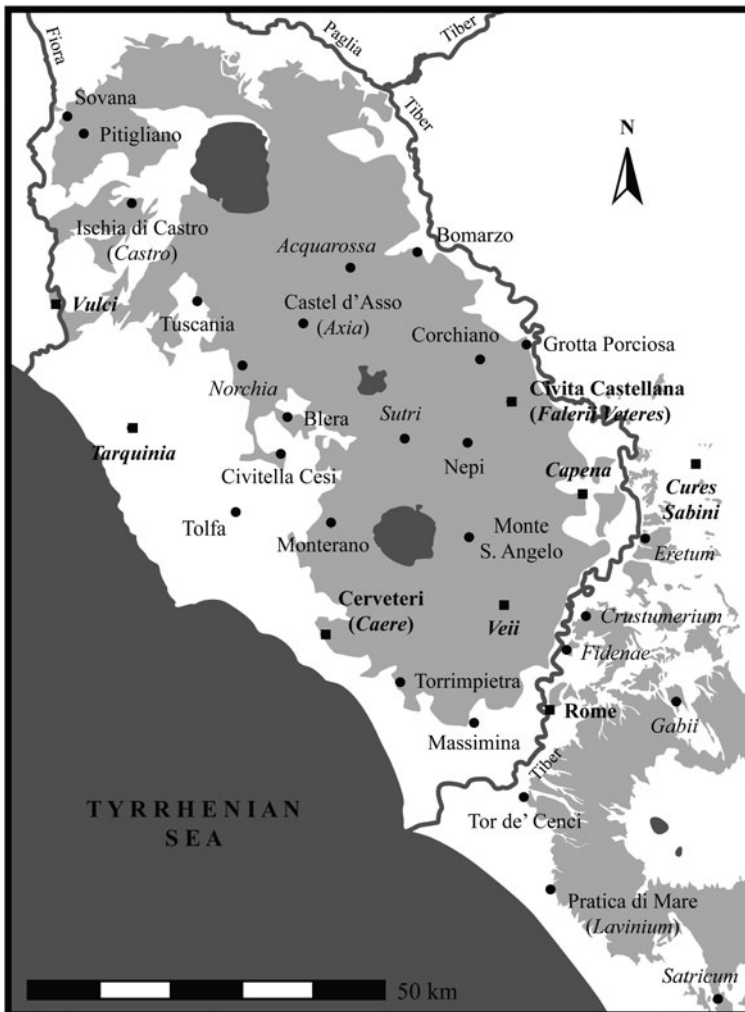 Fiora
Paglia
Tiber
Tiber
Sovana
Pitigliano
N
Ischia di Castro
(Castro)
Acquarossa
Bomarzo
Vulci
Tuscania
Castel d’Asso
(Axia)
Corchiano
Grotta Porciosa
Norchia
Civita Castellana
(Falerii Veteres)
Blera
Sutri
Tarquinia
Civitella Cesi
Nepi
Capena
Cures
Sabini
Tolfa
Monterano
Monte
S. Angelo
Eretum
Cerveteri
(Caere)
Veii
Crustumerium
Fidenae
Torrimpietra
Rome
Gabii
Massimina
Tiber
TYRRHENIAN
SEA
Tor de’ Cenci
Pratica di Mare
(Lavinium)
Satricum
50 km